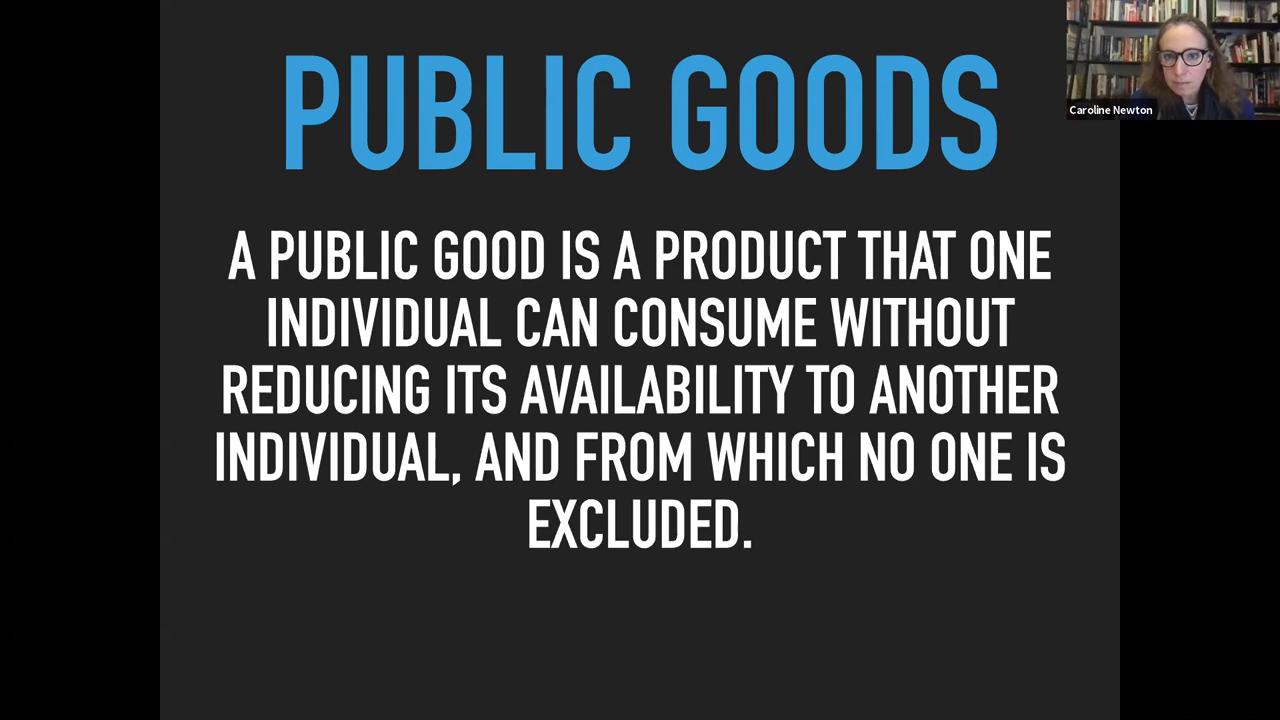 PUBLIC GOODS
Caroline Newton
A PUBLIC GOOD IS A PRODUCT THAT ONE
INDIVIDUAL CAN CONSUME WITHOUT
REDUCING ITS AVAILABILITY TO ANOTHER
INDIVIDUAL, AND FROM WHICH NO ONE IS
EXCLUDED.